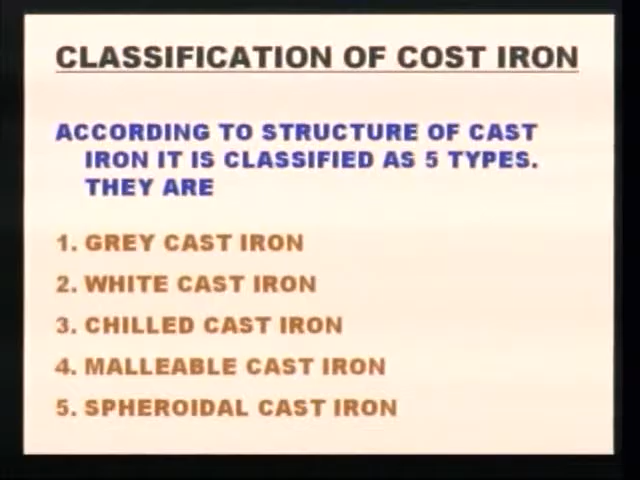 CLASSIFICATION OF COST IRON
ACCORDING TO STRUCTURE OF CAST
IRON IT IS CLASSIFIED AS 5 TYPES.
THEY ARE
1. GREY CAST IRON
2. WHITE CAST IRON
3. CHILLED CAST IRON
4. MALLEABLE CAST IRON
5. SPHEROIDAL CAST IRON